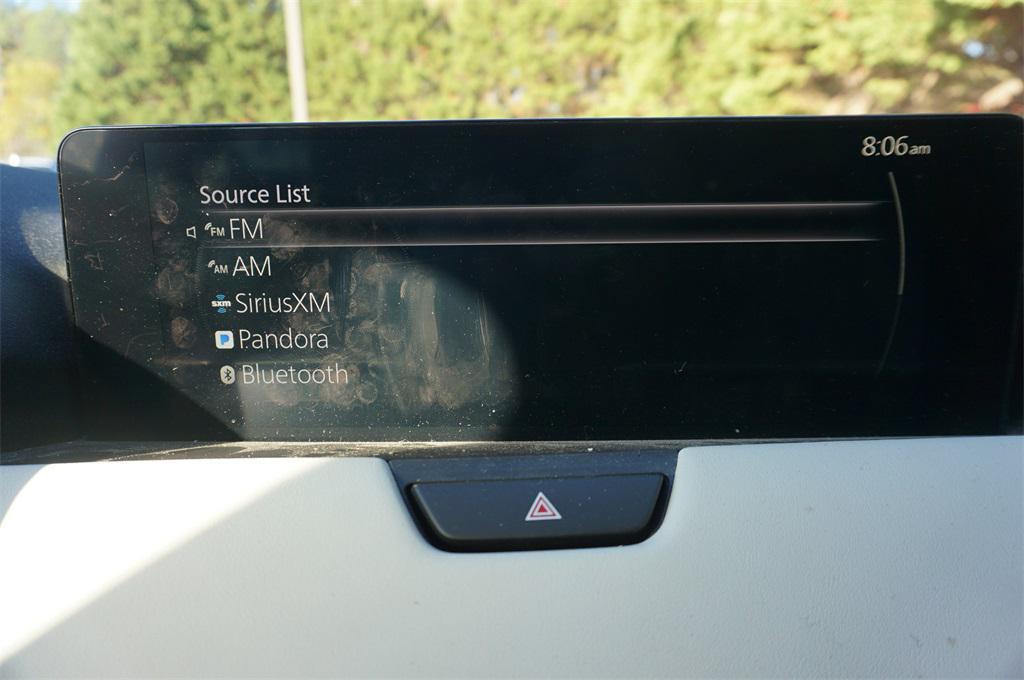 8:06am
Source List
FM FM
AM AM
sxm SiriusXM
Pandora
Bluetooth